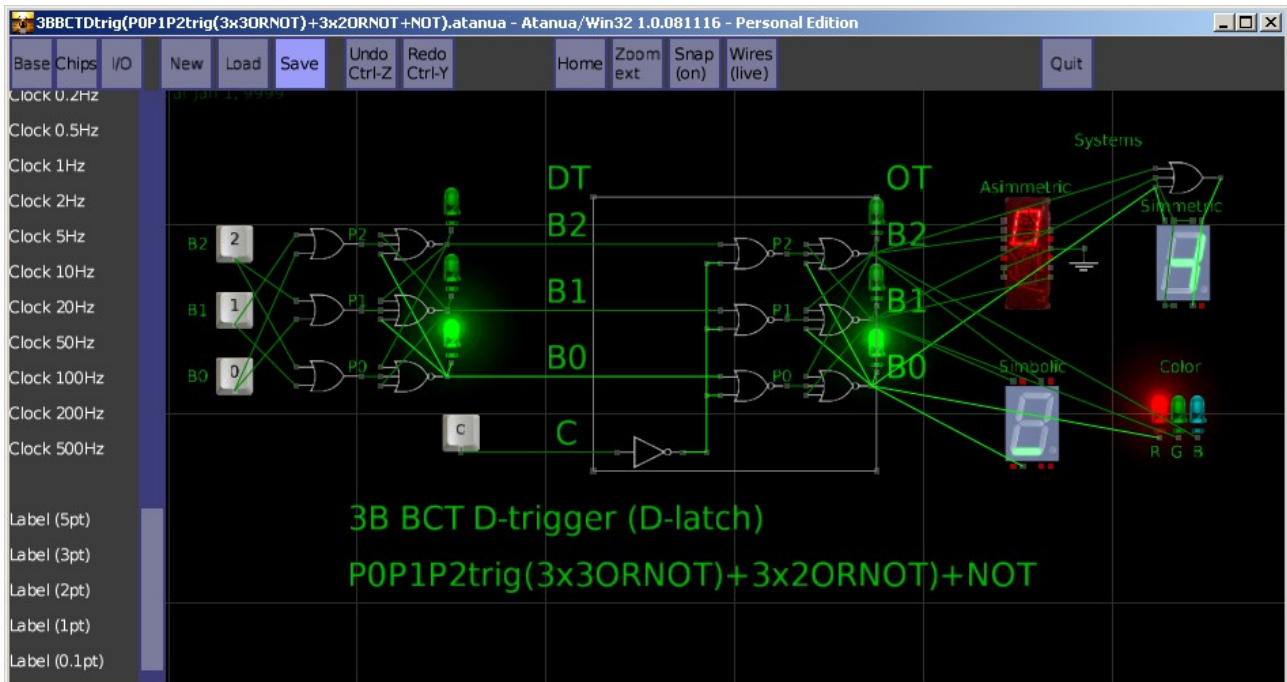 3BBCTDtrig(P0P1P2trig(3x3ORNOT)+3x2ORNOT+NOT).atanua - Atanua/Win32 1.0.081116 - Personal Edition
Base Chips I/O New Load Save Undo Ctrl-Z Redo Ctrl-Y Home Zoom ext Snap (on) Wires (live) Quit
Clock 0.2Hz
at Jan 1, 9999
Clock 0.5Hz
Clock 1Hz
Clock 2Hz
Clock 5Hz
Clock 10Hz
Clock 20Hz
Clock 50Hz
Clock 100Hz
Clock 200Hz
Clock 500Hz
Label (5pt)
Label (3pt)
Label (2pt)
Label (1pt)
Label (0.1pt)
B2 2 P2
B1 1 P1
B0 0 P0
C
DT
B2
B1
B0
C
P2
P1
P0
OT
B2
B1
B0
Systems
Asimmetric
Simmetric
Simbolic
Color
R G B
3B BCT D-trigger (D-latch)
P0P1P2trig(3x3ORNOT)+3x2ORNOT)+NOT